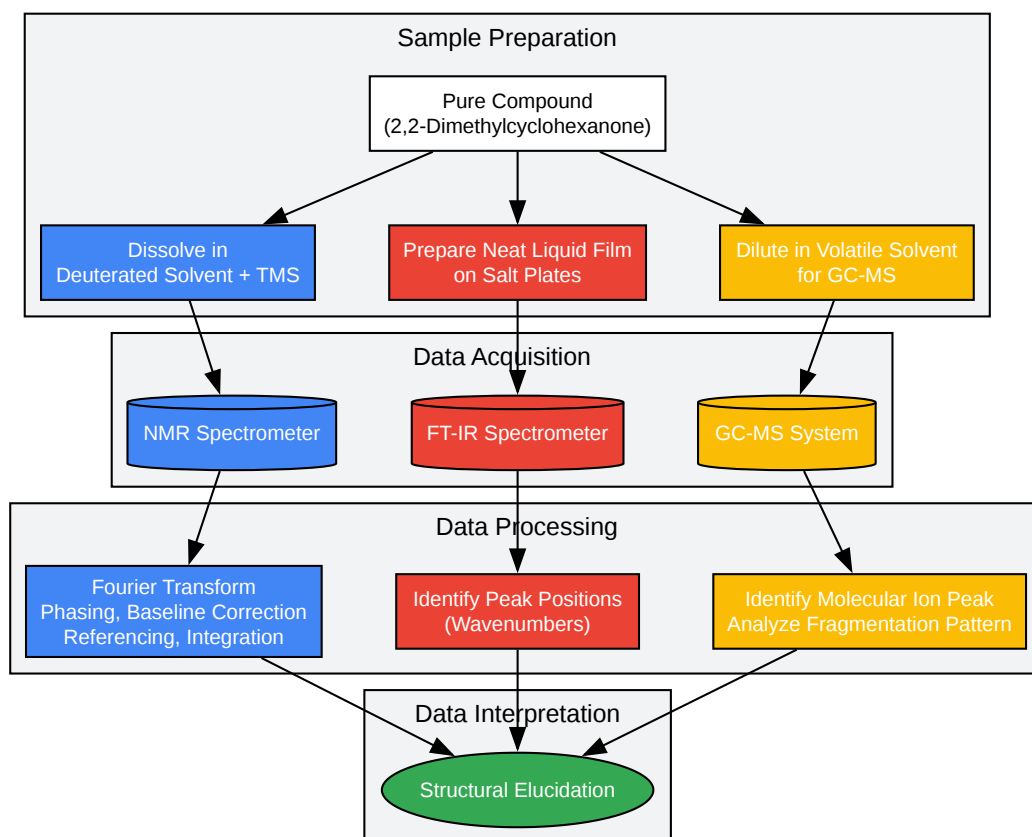 Sample Preparation
Pure Compound
(2,2-Dimethylcyclohexanone)
Dissolve in
Deuterated Solvent + TMS
Prepare Neat Liquid Film
on Salt Plates
Dilute in Volatile Solvent
for GC-MS
Data Acquisition
NMR Spectrometer
FT-IR Spectrometer
GC-MS System
Data Processing
Fourier Transform
Phasing, Baseline Correction
Referencing, Integration
Identify Peak Positions
(Wavenumbers)
Identify Molecular Ion Peak
Analyze Fragmentation Pattern
Data Interpretation
Structural Elucidation